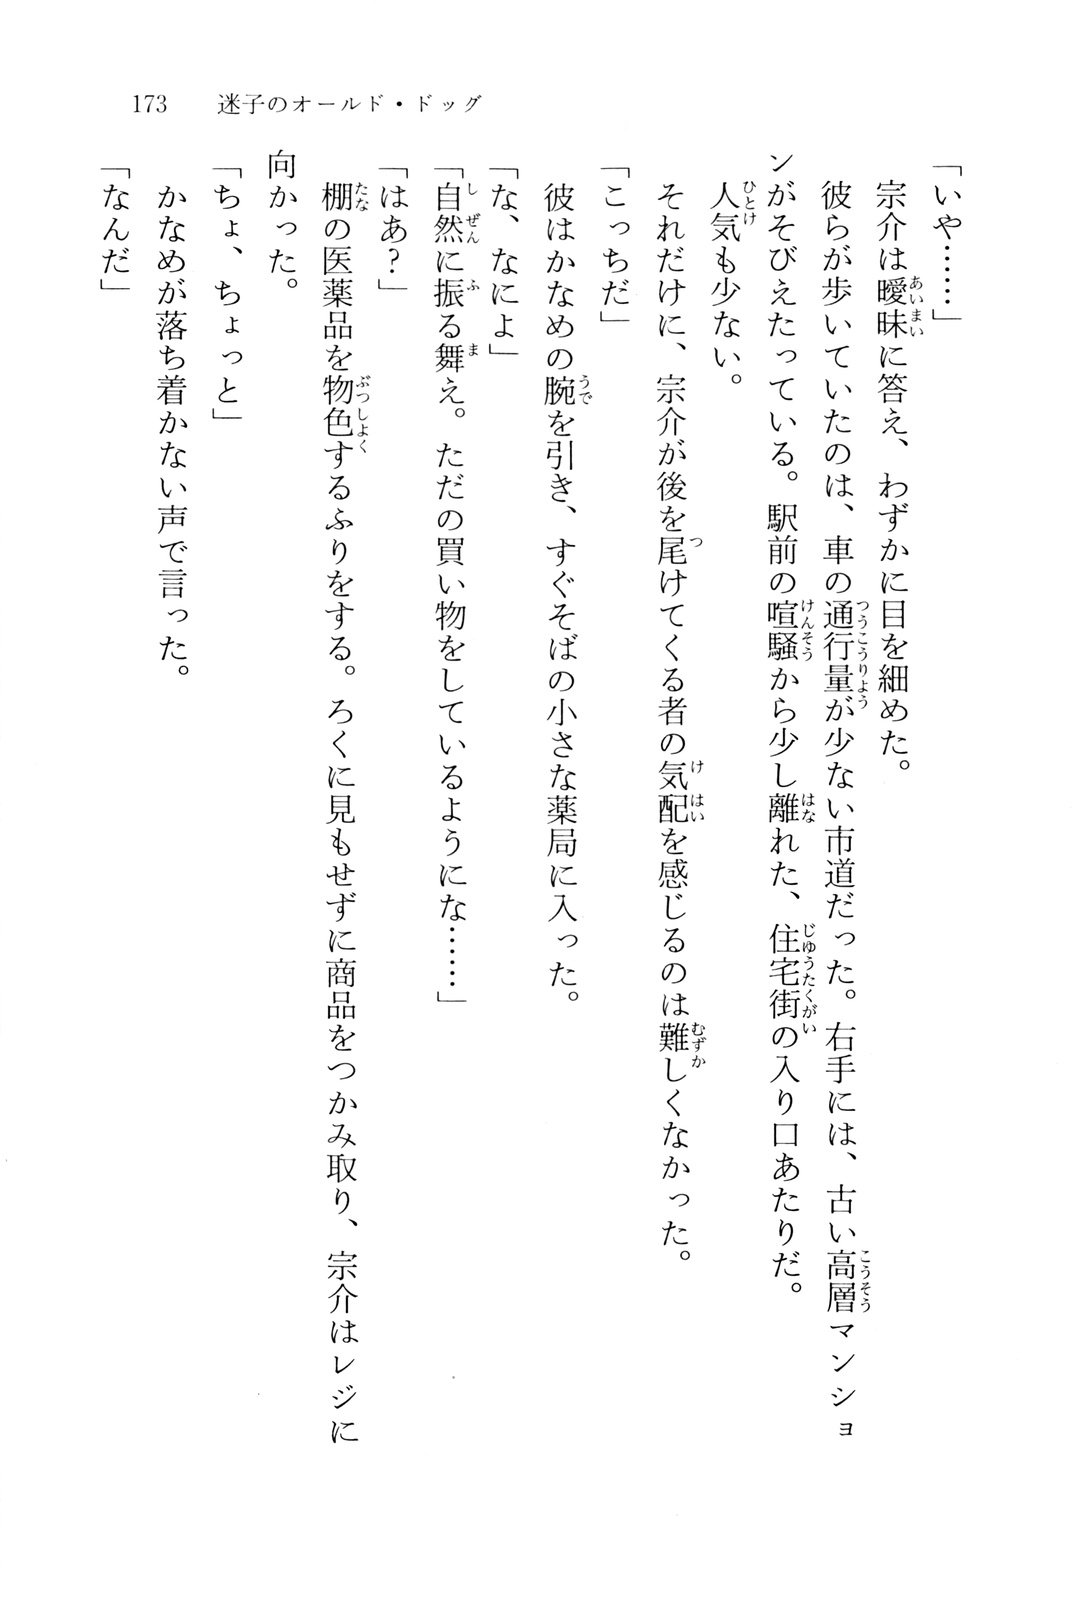 173　迷子のオールド・ドッグ
「いや……」
　宗介は曖昧に答え、わずかに目を細めた。
　彼らが歩いていたのは、車の通行量が少ない市道だった。右手には、古い高層マンショ
ンがそびえたっている。駅前の喧騒から少し離れた、住宅街の入り口あたりだ。
　人気も少ない。
　それだけに、宗介が後を尾けてくる者の気配を感じるのは難しくなかった。
「こっちだ」
　彼はかなめの腕を引き、すぐそばの小さな薬局に入った。
「な、なによ」
「自然に振る舞え。ただの買い物をしているようにな……」
「はあ？」
　棚の医薬品を物色するふりをする。ろくに見もせずに商品をつかみ取り、宗介はレジに
向かった。
「ちょ、ちょっと」
　かなめが落ち着かない声で言った。
「なんだ」